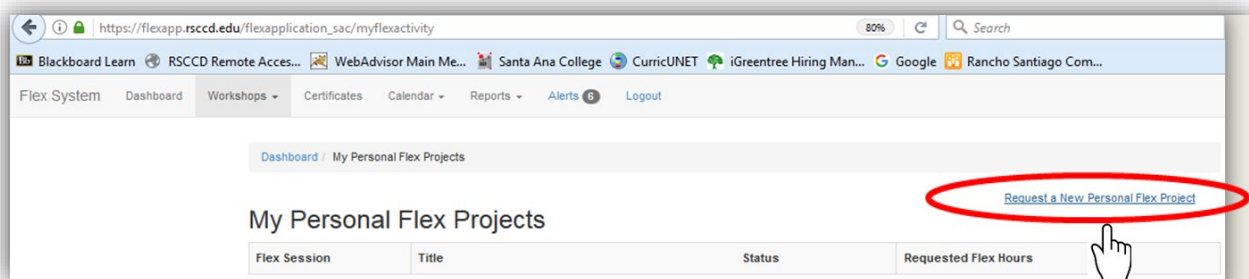 https://flexapp.rsccd.edu/flexapplication_sac/myflexactivity 80% Search
Bb Blackboard Learn RSCCD Remote Acces... WebAdvisor Main Me... Santa Ana College CurricUNET iGreentree Hiring Man... G Google Rancho Santiago Com...
Flex System Dashboard Workshops Certificates Calendar Reports Alerts 6 Logout
Dashboard / My Personal Flex Projects
Request a New Personal Flex Project
My Personal Flex Projects
Flex Session Title Status Requested Flex Hours